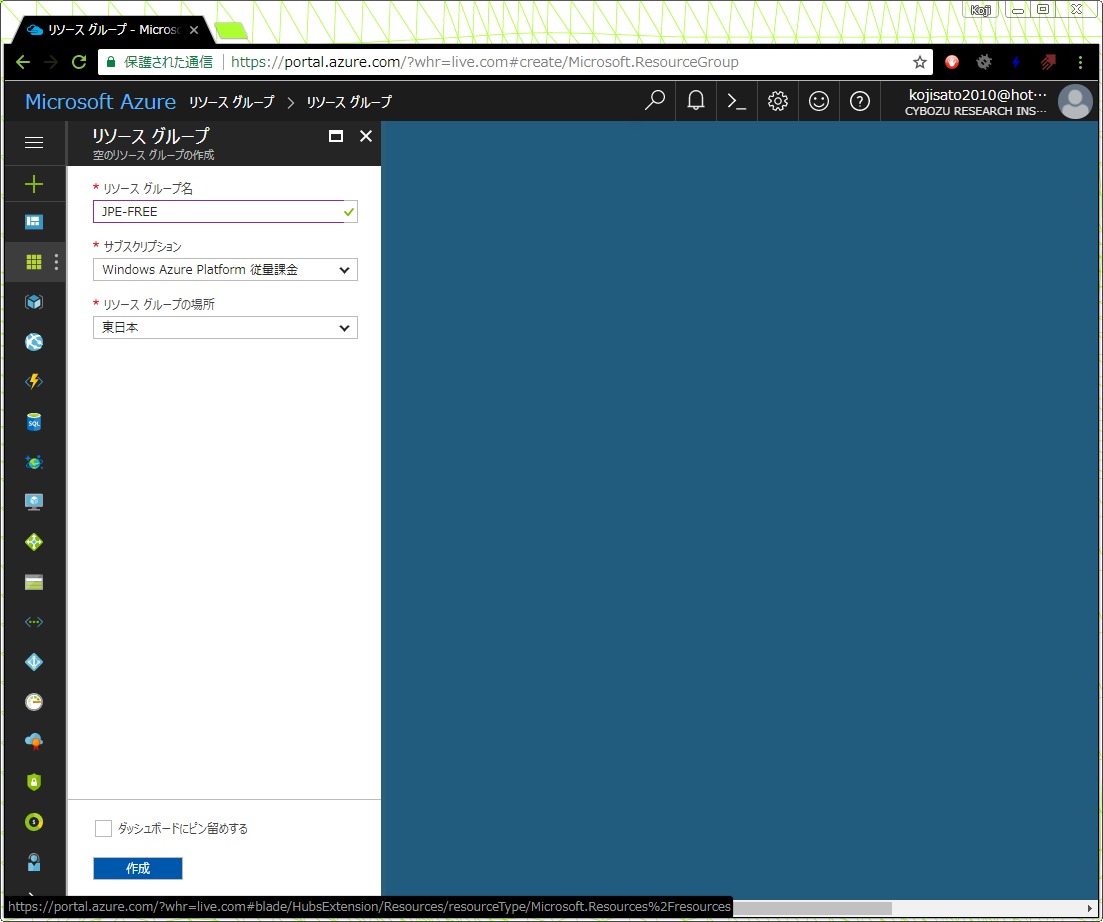 Koji
リソース グループ - Microso
保護された通信
https://portal.azure.com/?whr=live.com#create/Microsoft.ResourceGroup
Microsoft Azure リソース グループ > リソース グループ
kojisato2010@hot···
CYBOZU RESEARCH INS···
リソース グループ
空のリソース グループの作成
* リソース グループ名
JPE-FREE
* サブスクリプション
Windows Azure Platform 従量課金
* リソース グループの場所
東日本
SQL
ダッシュボードにピン留めする
作成
https://portal.azure.com/?whr=live.com#blade/HubsExtension/Resources/resourceType/Microsoft.Resources%2Fresources